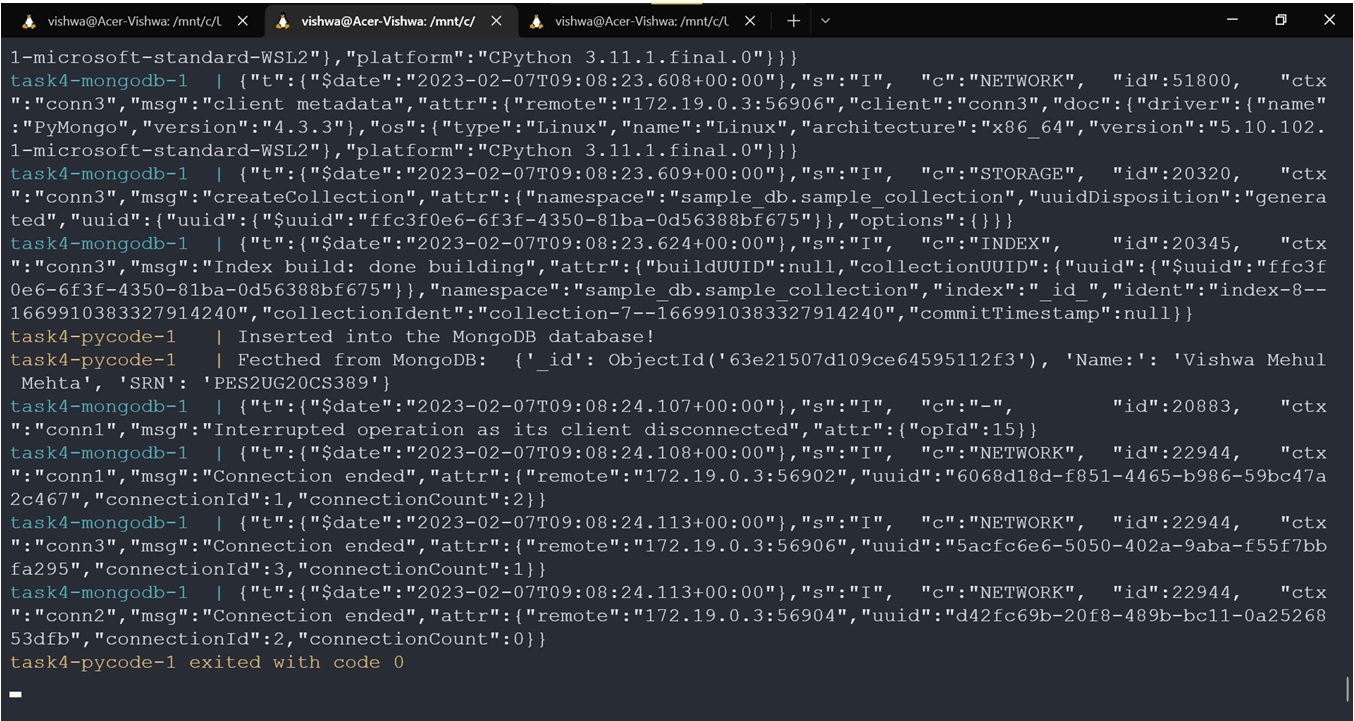 vishwa@Acer-Vishwa: /mnt/c/U
vishwa@Acer-Vishwa: /mnt/c/
vishwa@Acer-Vishwa: /mnt/c/U
1-microsoft-standard-WSL2"},"platform":"CPython 3.11.1.final.0"}}}
task4-mongodb-1  | {"t":{"$date":"2023-02-07T09:08:23.608+00:00"},"s":"I",  "c":"NETWORK",  "id":51800,   "ctx
":"conn3","msg":"client metadata","attr":{"remote":"172.19.0.3:56906","client":"conn3","doc":{"driver":{"name"
:"PyMongo","version":"4.3.3"},"os":{"type":"Linux","name":"Linux","architecture":"x86_64","version":"5.10.102.
1-microsoft-standard-WSL2"},"platform":"CPython 3.11.1.final.0"}}}
task4-mongodb-1  | {"t":{"$date":"2023-02-07T09:08:23.609+00:00"},"s":"I",  "c":"STORAGE",  "id":20320,   "ctx
":"conn3","msg":"createCollection","attr":{"namespace":"sample_db.sample_collection","uuidDisposition":"genera
ted","uuid":{"uuid":{"$uuid":"ffc3f0e6-6f3f-4350-81ba-0d56388bf675"}},"options":{}}}
task4-mongodb-1  | {"t":{"$date":"2023-02-07T09:08:23.624+00:00"},"s":"I",  "c":"INDEX",    "id":20345,   "ctx
":"conn3","msg":"Index build: done building","attr":{"buildUUID":null,"collectionUUID":{"uuid":{"$uuid":"ffc3f
0e6-6f3f-4350-81ba-0d56388bf675"}},"namespace":"sample_db.sample_collection","index":"_id_","ident":"index-8--
1669910383327914240","collectionIdent":"collection-7--1669910383327914240","commitTimestamp":null}}
task4-pycode-1   | Inserted into the MongoDB database!
task4-pycode-1   | Fecthed from MongoDB:  {'_id': ObjectId('63e21507d109ce64595112f3'), 'Name:': 'Vishwa Mehul
 Mehta', 'SRN': 'PES2UG20CS389'}
task4-mongodb-1  | {"t":{"$date":"2023-02-07T09:08:24.107+00:00"},"s":"I",  "c":"-",        "id":20883,   "ctx
":"conn1","msg":"Interrupted operation as its client disconnected","attr":{"opId":15}}
task4-mongodb-1  | {"t":{"$date":"2023-02-07T09:08:24.108+00:00"},"s":"I",  "c":"NETWORK",  "id":22944,   "ctx
":"conn1","msg":"Connection ended","attr":{"remote":"172.19.0.3:56902","uuid":"6068d18d-f851-4465-b986-59bc47a
2c467","connectionId":1,"connectionCount":2}}
task4-mongodb-1  | {"t":{"$date":"2023-02-07T09:08:24.113+00:00"},"s":"I",  "c":"NETWORK",  "id":22944,   "ctx
":"conn3","msg":"Connection ended","attr":{"remote":"172.19.0.3:56906","uuid":"5acfc6e6-5050-402a-9aba-f55f7bb
fa295","connectionId":3,"connectionCount":1}}
task4-mongodb-1  | {"t":{"$date":"2023-02-07T09:08:24.113+00:00"},"s":"I",  "c":"NETWORK",  "id":22944,   "ctx
":"conn2","msg":"Connection ended","attr":{"remote":"172.19.0.3:56904","uuid":"d42fc69b-20f8-489b-bc11-0a25268
53dfb","connectionId":2,"connectionCount":0}}
task4-pycode-1 exited with code 0